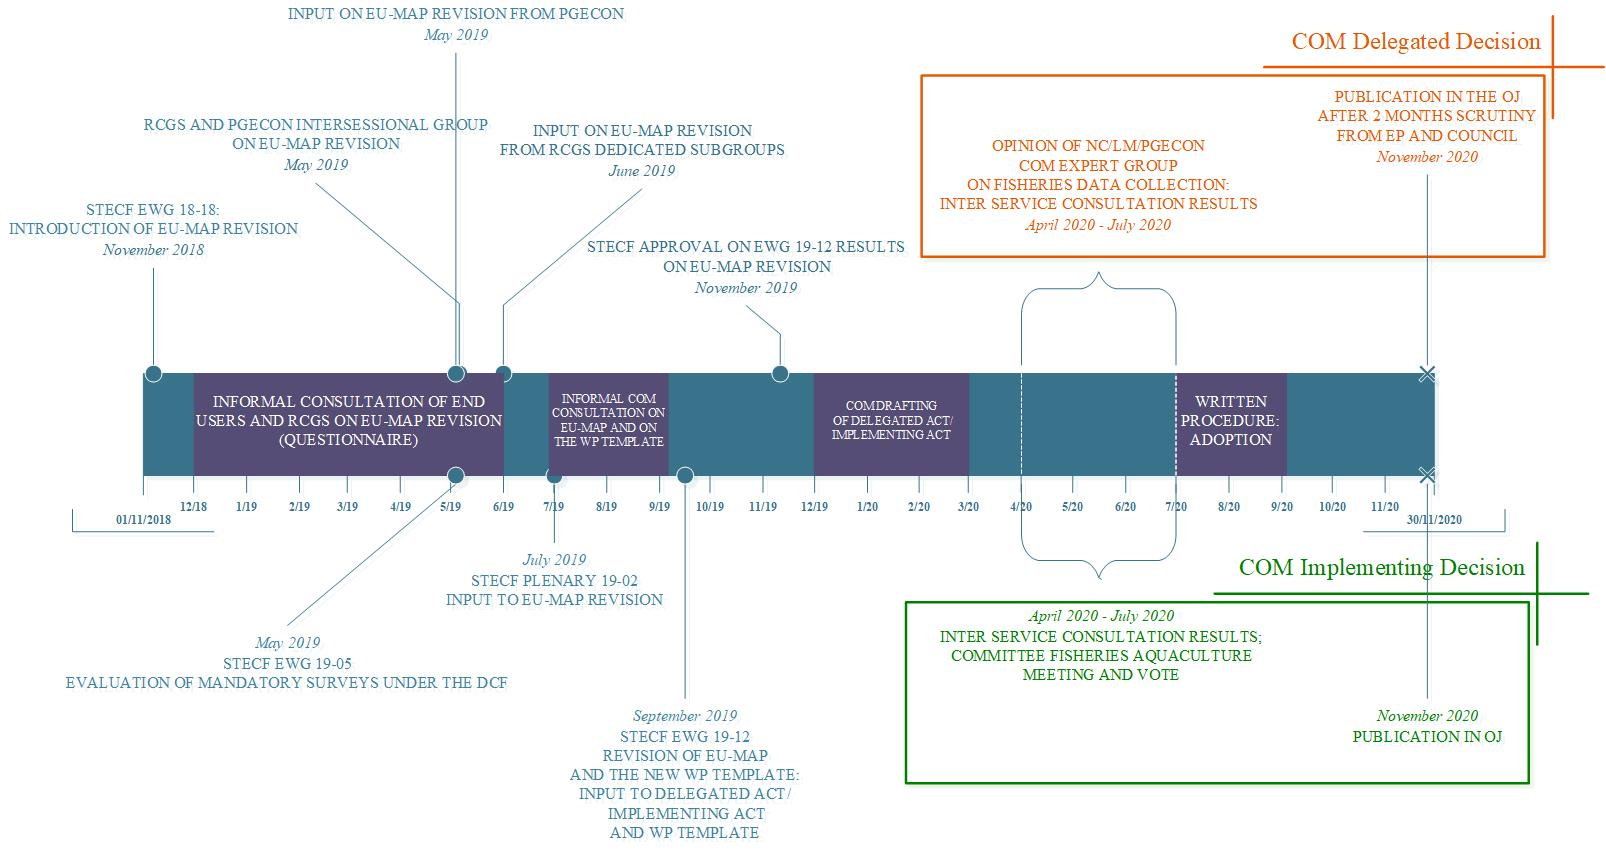 INPUT ON EU-MAP REVISION FROM PGECON
May 2019
COM Delegated Decision
RCGS AND PGECON INTERSESSIONAL GROUP
ON EU-MAP REVISION
May 2019
INPUT ON EU-MAP REVISION
FROM RCGS DEDICATED SUBGROUPS
June 2019
PUBLICATION IN THE OJ
AFTER 2 MONTHS SCRUTINY
FROM EP AND COUNCIL
November 2020
OPINION OF NC/LM/PGECON
COM EXPERT GROUP
ON FISHERIES DATA COLLECTION:
INTER SERVICE CONSULTATION RESULTS
April 2020 - July 2020
STECF EWG 18-18:
INTRODUCTION OF EU-MAP REVISION
November 2018
STECF APPROVAL ON EWG 19-12 RESULTS
ON EU-MAP REVISION
November 2019
INFORMAL CONSULTATION OF END
USERS AND RCGS ON EU-MAP REVISION
(QUESTIONNAIRE)
INFORMAL COM
CONSULTATION ON
EU-MAP AND ON
THE WP TEMPLATE
COM DRAFTING
OF DELEGATED ACT/
IMPLEMENTING ACT
WRITTEN
PROCEDURE:
ADOPTION
12/18 1/19 2/19 3/19 4/19 5/19 6/19 7/19 8/19 9/19 10/19 11/19 12/19 1/20 2/20 3/20 4/20 5/20 6/20 7/20 8/20 9/20 10/20 11/20
01/11/2018
30/11/2020
July 2019
STECF PLENARY 19-02
INPUT TO EU-MAP REVISION
COM Implementing Decision
May 2019
STECF EWG 19-05
EVALUATION OF MANDATORY SURVEYS UNDER THE DCF
April 2020 - July 2020
INTER SERVICE CONSULTATION RESULTS;
COMMITTEE FISHERIES AQUACULTURE
MEETING AND VOTE
September 2019
STECF EWG 19-12
REVISION OF EU-MAP
AND THE NEW WP TEMPLATE:
INPUT TO DELEGATED ACT/
IMPLEMENTING ACT
AND WP TEMPLATE
November 2020
PUBLICATION IN OJ